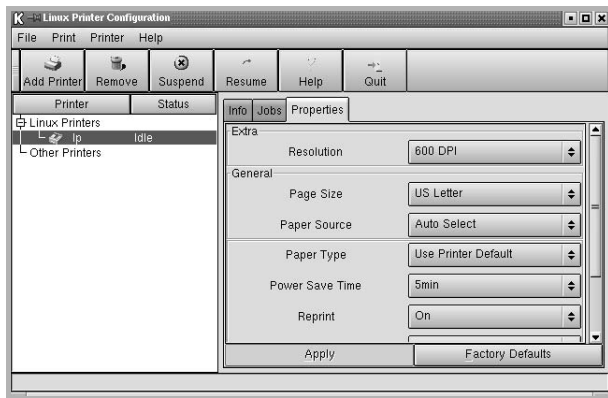 Linux Printer Configuration
File Print Printer Help
Add Printer Remove Suspend Resume Help Quit
Printer Status
Linux Printers
lp Idle
Other Printers
Info Jobs Properties
Extra
Resolution 600 DPI
General
Page Size US Letter
Paper Source Auto Select
Paper Type Use Printer Default
Power Save Time 5min
Reprint On
Apply Factory Defaults